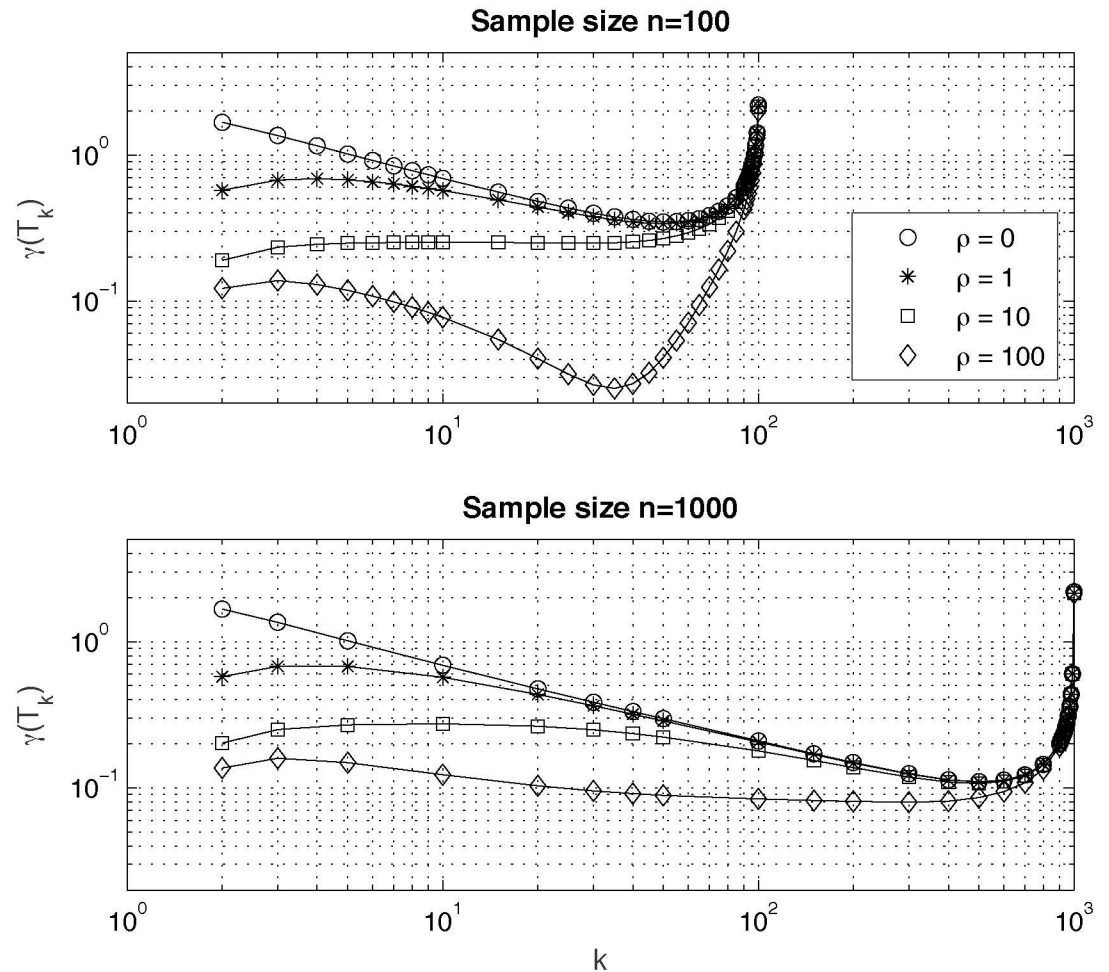 Sample size n=100
γ(T_k)
10^0
10^-1
○ ρ = 0
* ρ = 1
□ ρ = 10
◇ ρ = 100
10^0 10^1 10^2 10^3
Sample size n=1000
γ(T_k)
10^0
10^-1
10^0 10^1 10^2 10^3
k